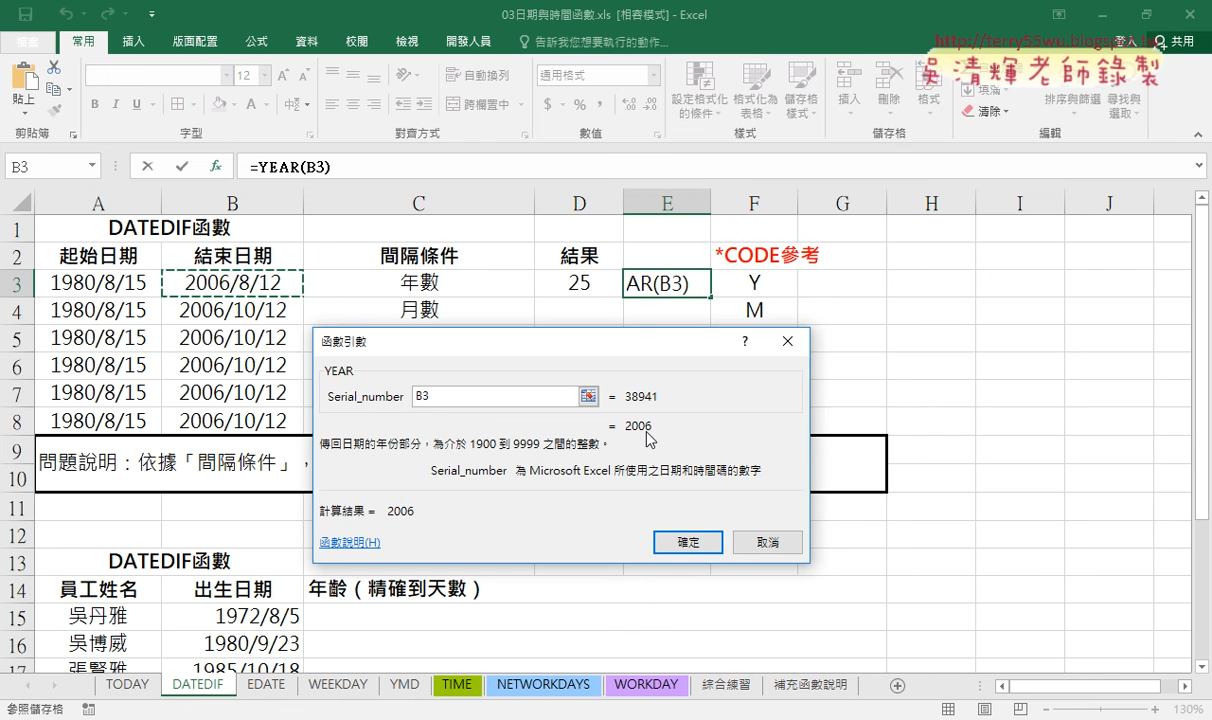 03日期與時間函數.xls [相容模式] - Excel
檔案 常用 插入 版面配置 公式 資料 校閱 檢視 開發人員 告訴我您想要執行的動作... 登入 共用
http://terry55wu.blogspot.tw
吳清輝老師錄製
貼上
12
自動換列
跨欄置中
通用格式
設定格式化的條件
格式化為表格
儲存格樣式
插入 刪除 格式
填滿
清除
排序與篩選
尋找與選取
剪貼簿 字型 對齊方式 數值 樣式 儲存格 編輯
B3 =YEAR(B3)
A B C D E F G H I J
1 DATEDIF函數
2 起始日期 結束日期 間隔條件 結果 *CODE參考
3 1980/8/15 2006/8/12 年數 25 AR(B3) Y
4 1980/8/15 2006/10/12 月數 M
5 1980/8/15 2006/10/12
6 1980/8/15 2006/10/12
7 1980/8/15 2006/10/12
8 1980/8/15 2006/10/12
9
問題說明：依據「間隔條件」，
10
11
12
13 DATEDIF函數
14 員工姓名 出生日期 年齡（精確到天數）
15 吳丹雅 1972/8/5
16 吳博威 1980/9/23
17 張賢雅 1985/10/18
函數引數 ?
YEAR
Serial_number B3 = 38941
= 2006
傳回日期的年份部分，為介於 1900 到 9999 之間的整數。
Serial_number 為 Microsoft Excel 所使用之日期和時間碼的數字
計算結果 = 2006
函數說明(H) 確定 取消
TODAY DATEDIF EDATE WEEKDAY YMD TIME NETWORKDAYS WORKDAY 綜合練習 補充函數說明
參照儲存格 130%